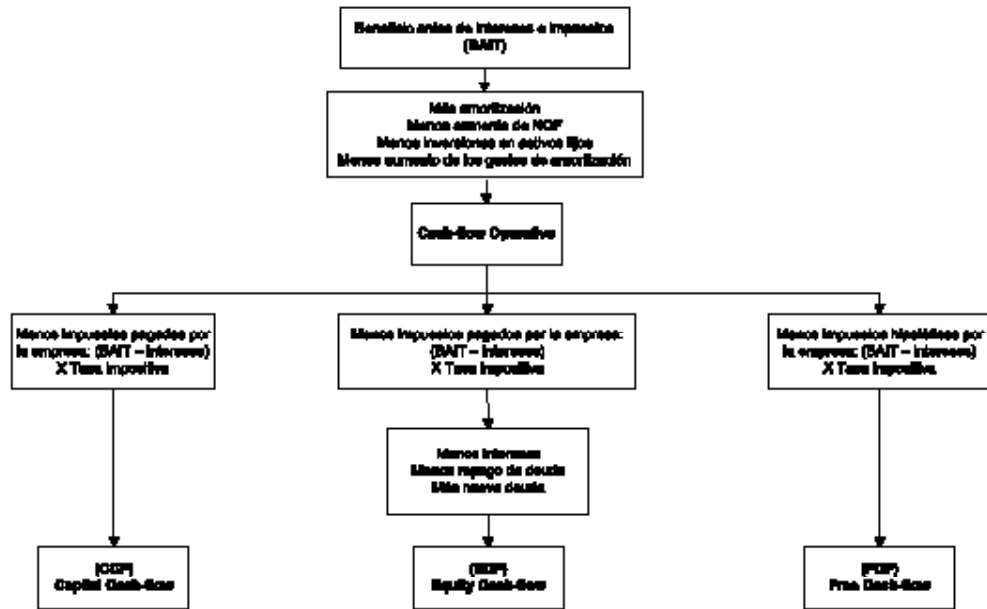 Beneficio antes de intereses e impuestos
(BAIT)
Más amortización
Menos aumento de NOF
Menos inversiones en activos fijos
Menos aumento de los gastos de amortización
Cash-flow Operativo
Menos impuestos pagados por
la empresa: (BAIT – Intereses)
X Tasa Impositiva
Menos impuestos pagados por la empresa:
(BAIT – Intereses)
X Tasa Impositiva
Menos impuestos hipotéticos por
la empresa: (BAIT – Intereses)
X Tasa Impositiva
Menos intereses
Menos repago de deuda
Más nueva deuda
(CCF)
Capital Cash-flow
Equity Cash-flow
(FCF)
Free Cash-flow